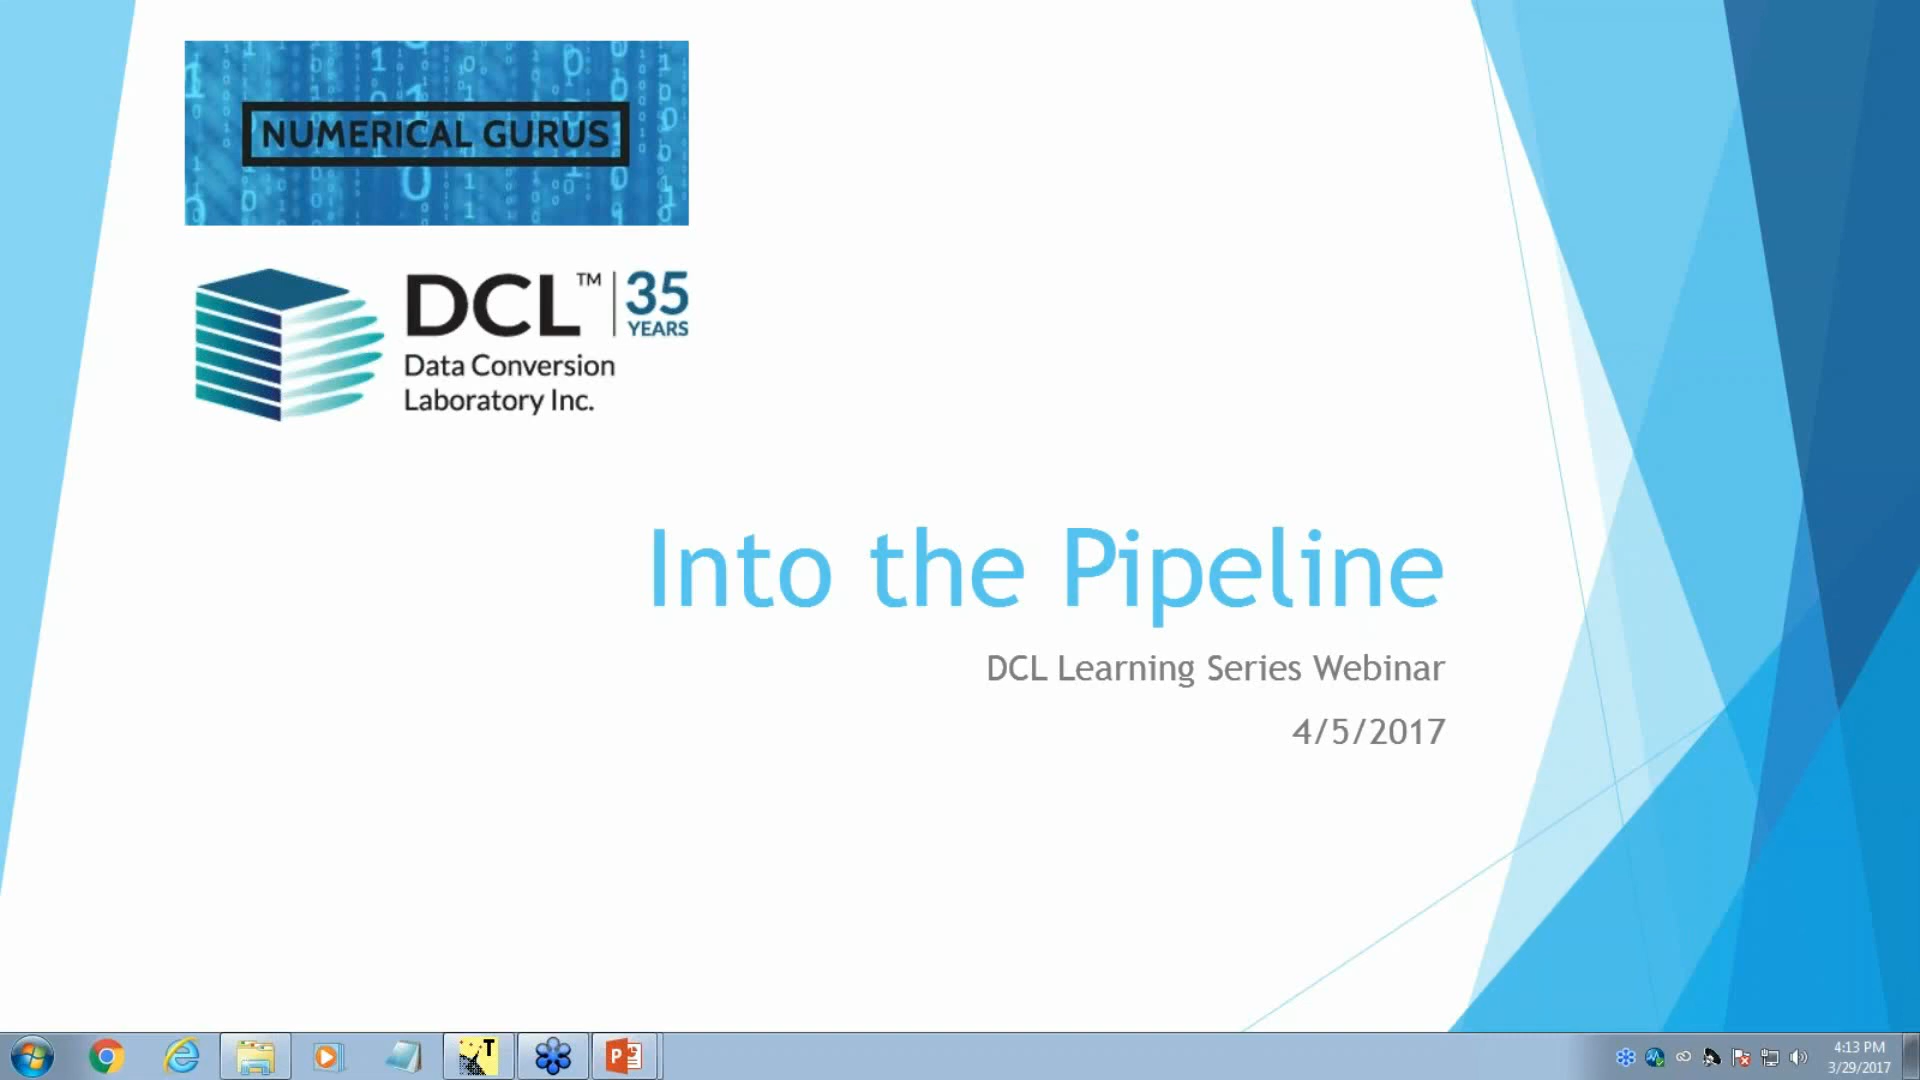 NUMERICAL GURUS
DCL™ 35 YEARS
Data Conversion
Laboratory Inc.
Into the Pipeline
DCL Learning Series Webinar
4/5/2017
4:13 PM
3/29/2017